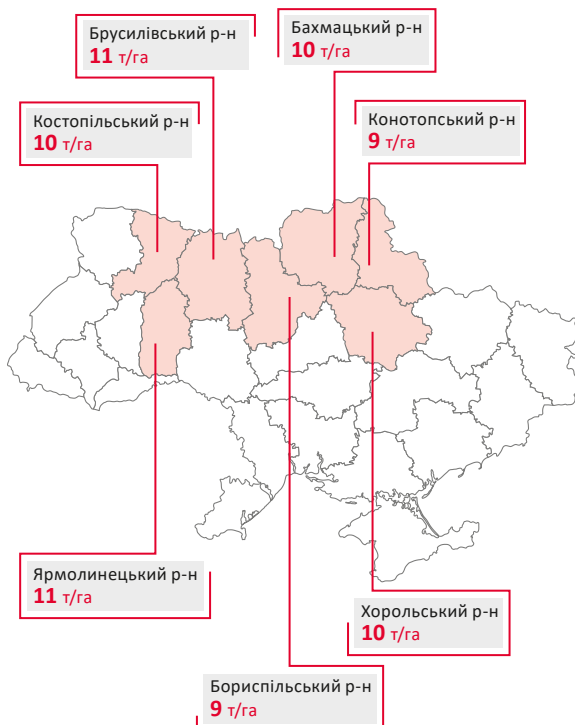 Брусилівський р-н
11 т/га
Бахмацький р-н
10 т/га
Костопільський р-н
10 т/га
Конотопський р-н
9 т/га
Ярмолинецький р-н
11 т/га
Хорольський р-н
10 т/га
Бориспільський р-н
9 т/га